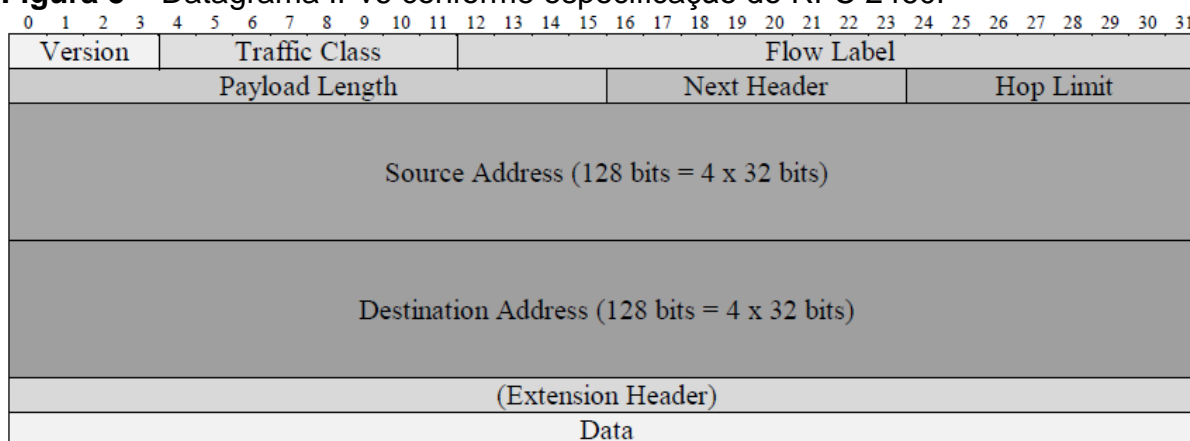 Datagrama IPv6 conforme especificação do RFC 2460.
0 1 2 3 4 5 6 7 8 9 10 11 12 13 14 15 16 17 18 19 20 21 22 23 24 25 26 27 28 29 30 31
Version Traffic Class Flow Label
Payload Length Next Header Hop Limit
Source Address (128 bits = 4 x 32 bits)
Destination Address (128 bits = 4 x 32 bits)
(Extension Header)
Data